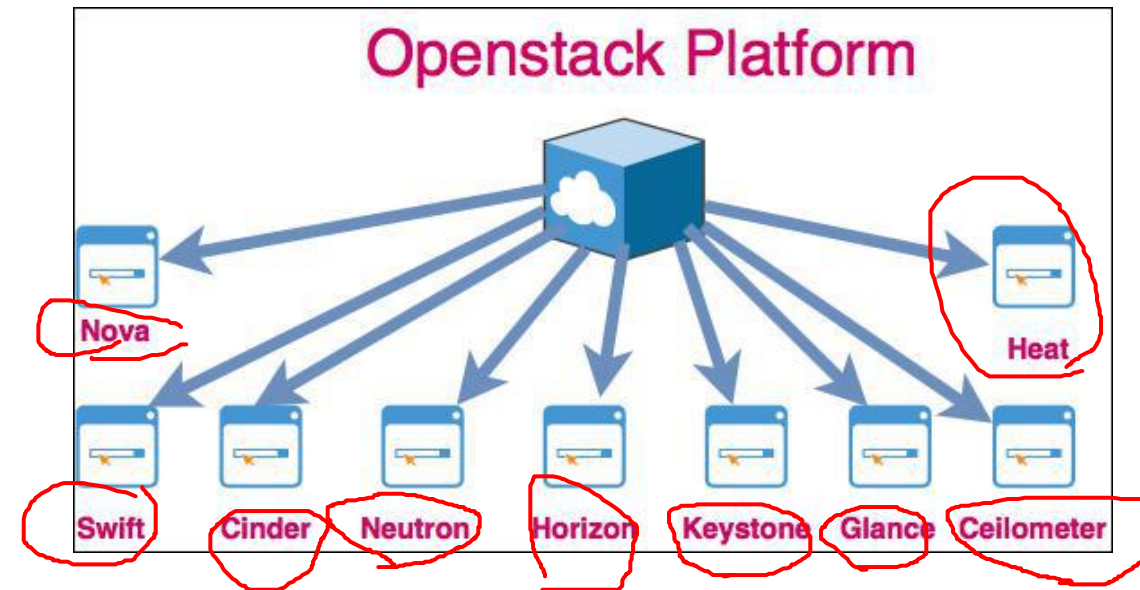 Openstack Platform
Nova
Heat
Swift Cinder Neutron Horizon Keystone Glance Ceilometer